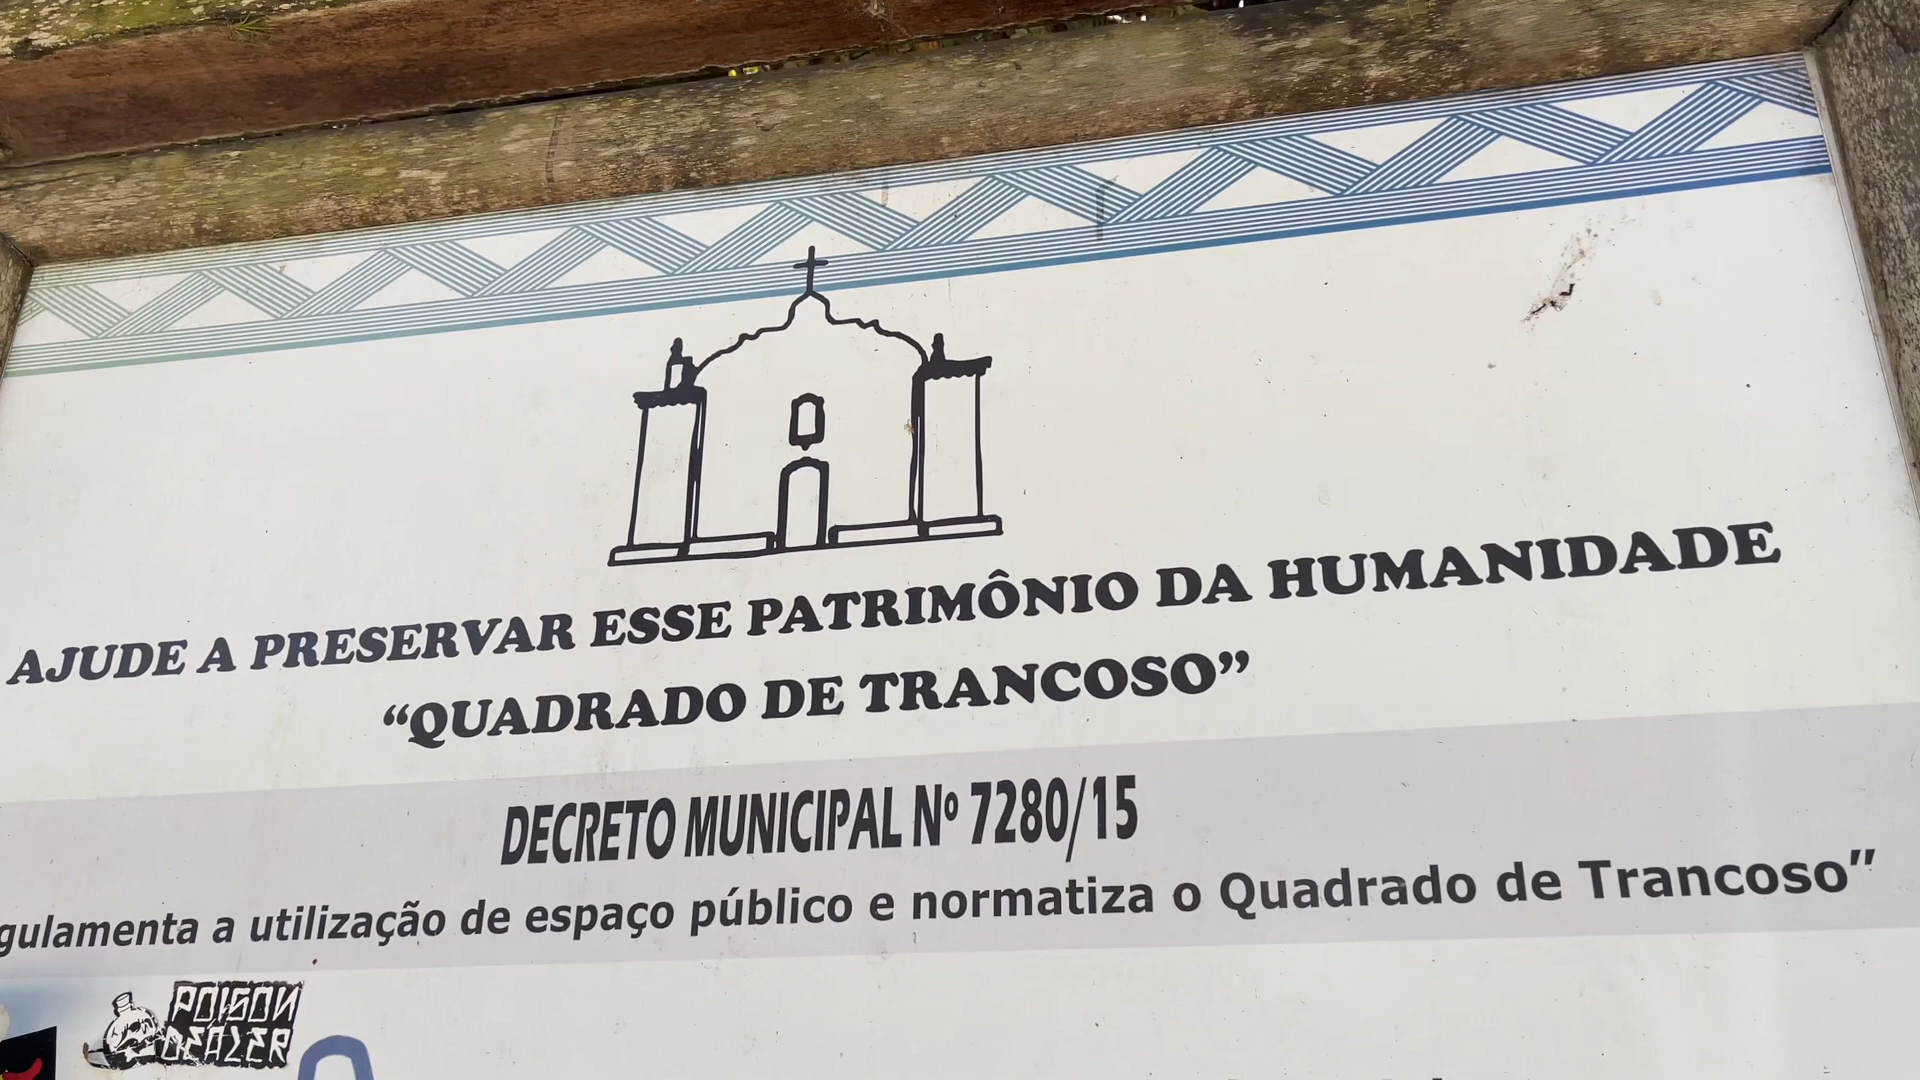 AJUDE A PRESERVAR ESSE PATRIMÔNIO DA HUMANIDADE
“QUADRADO DE TRANCOSO”
DECRETO MUNICIPAL Nº 7280/15
gulamenta a utilização de espaço público e normatiza o Quadrado de Trancoso”
POISON
DEALER